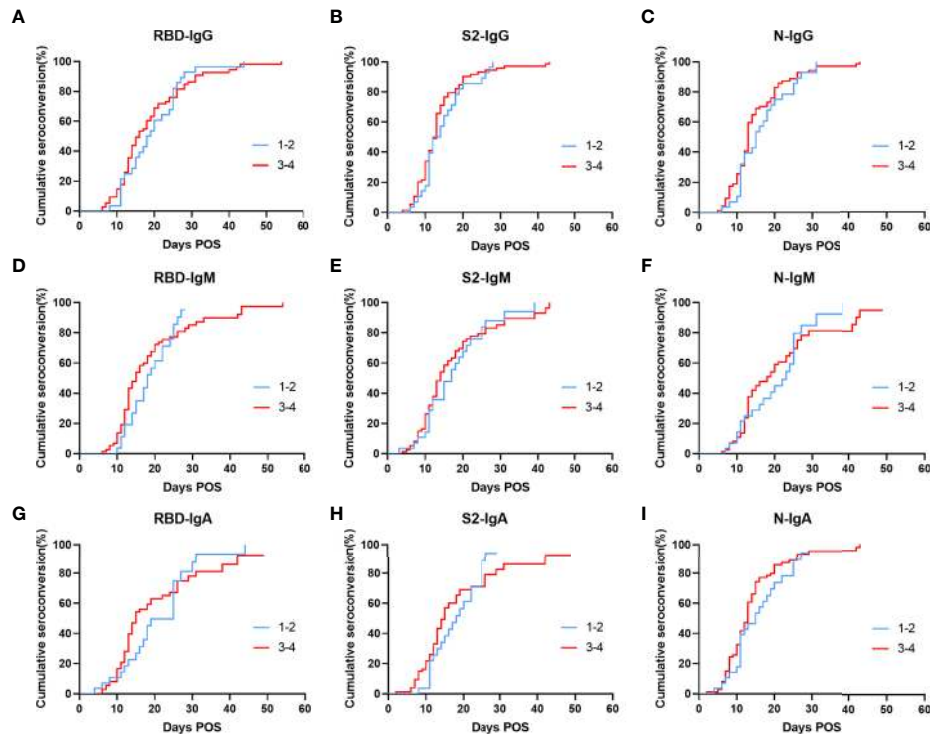 A
B
C
RBD-IgG
S2-IgG
N-IgG
Cumulative seroconversion(%)
100
80
60
40
20
0
0 10 20 30 40 50 60
Days POS
1-2
3-4
Cumulative seroconversion(%)
100
80
60
40
20
0
0 10 20 30 40 50 60
Days POS
1-2
3-4
Cumulative seroconversion(%)
100
80
60
40
20
0
0 10 20 30 40 50 60
Days POS
1-2
3-4
D
E
F
RBD-IgM
S2-IgM
N-IgM
Cumulative seroconversion(%)
100
80
60
40
20
0
0 10 20 30 40 50 60
Days POS
1-2
3-4
Cumulative seroconversion(%)
100
80
60
40
20
0
0 10 20 30 40 50 60
Days POS
1-2
3-4
Cumulative seroconversion(%)
100
80
60
40
20
0
0 10 20 30 40 50 60
Days POS
1-2
3-4
G
H
I
RBD-IgA
S2-IgA
N-IgA
Cumulative seroconversion(%)
100
80
60
40
20
0
0 10 20 30 40 50 60
Days POS
1-2
3-4
Cumulative seroconversion(%)
100
80
60
40
20
0
0 10 20 30 40 50 60
Days POS
1-2
3-4
Cumulative seroconversion(%)
100
80
60
40
20
0
0 10 20 30 40 50 60
Days POS
1-2
3-4